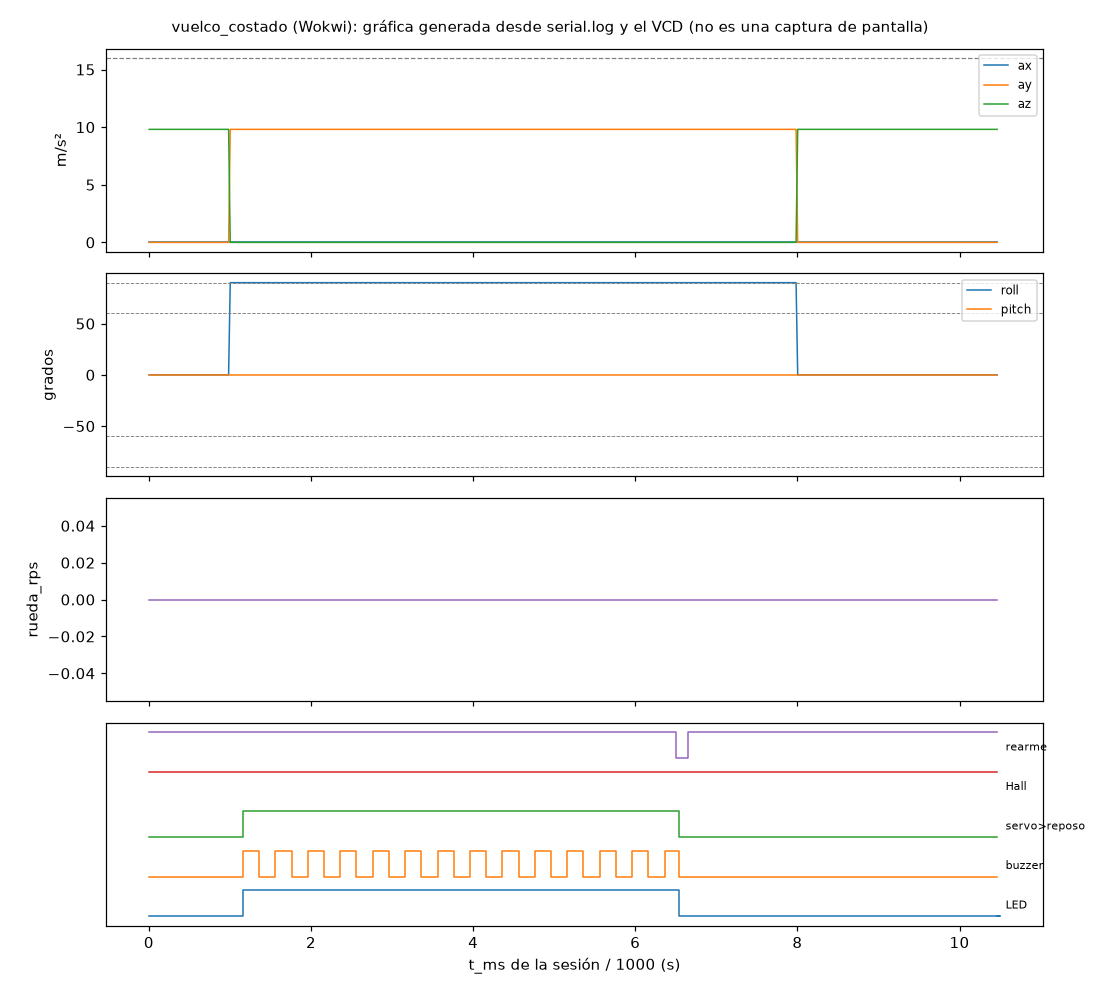 vuelco_costado (Wokwi): gráfica generada desde serial.log y el VCD (no es una captura de pantalla)
15
10
5
0
m/s²
ax
ay
az
50
0
−50
grados
roll
pitch
0.04
0.02
0.00
−0.02
−0.04
rueda_rps
rearme
Hall
servo>reposo
buzzer
LED
0 2 4 6 8 10
t_ms de la sesión / 1000 (s)